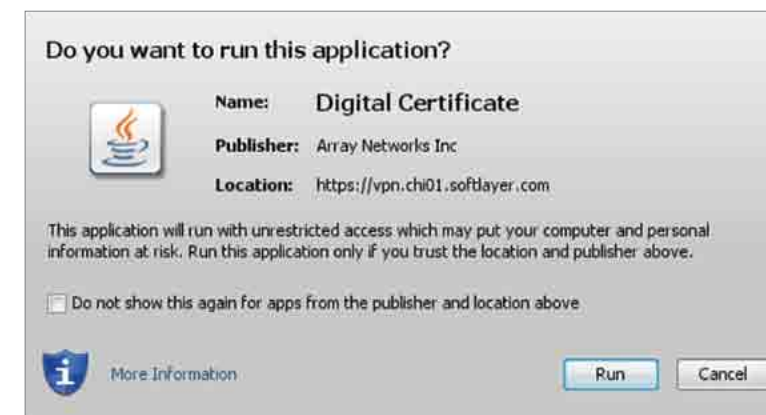 Do you want to run this application?
Name: Digital Certificate
Publisher: Array Networks Inc
Location: https://vpn.chi01.softlayer.com
This application will run with unrestricted access which may put your computer and personal
information at risk. Run this application only if you trust the location and publisher above.
Do not show this again for apps from the publisher and location above
More Information
Run
Cancel